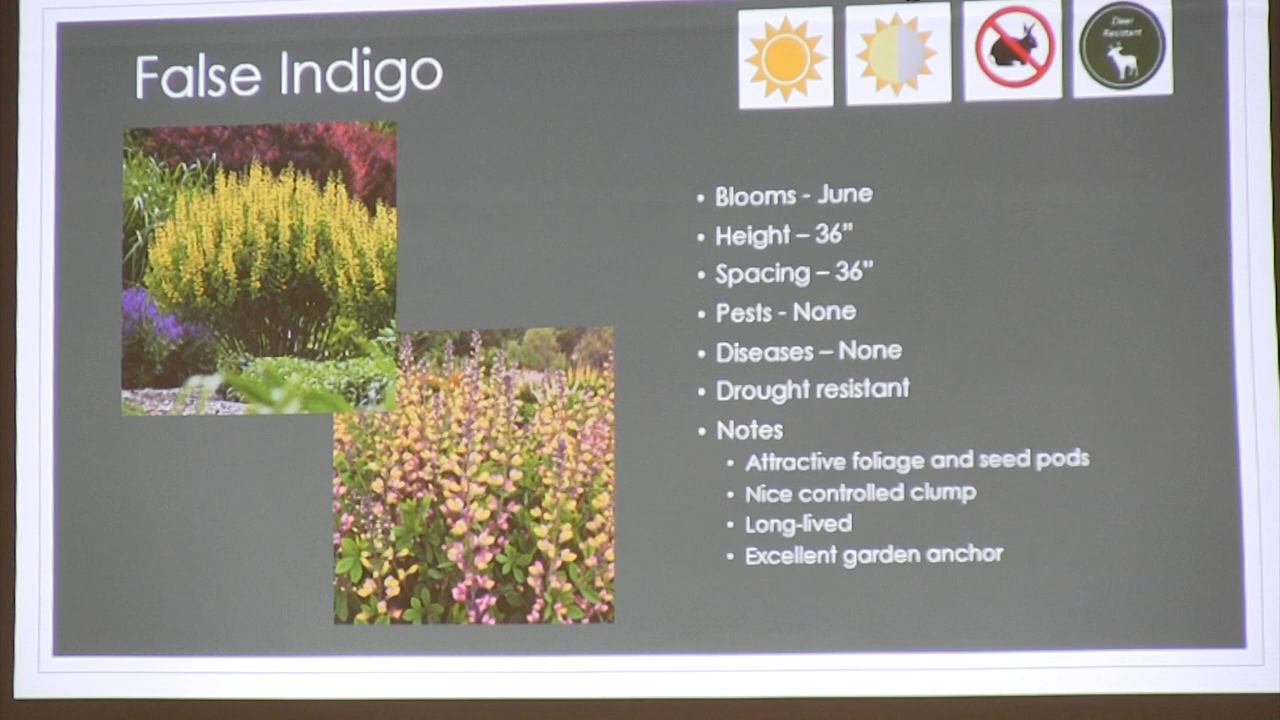 False Indigo
Deer
Resistant
• Blooms - June
• Height – 36"
• Spacing – 36"
• Pests - None
• Diseases – None
• Drought resistant
• Notes
• Attractive foliage and seed pods
• Nice controlled clump
• Long-lived
• Excellent garden anchor